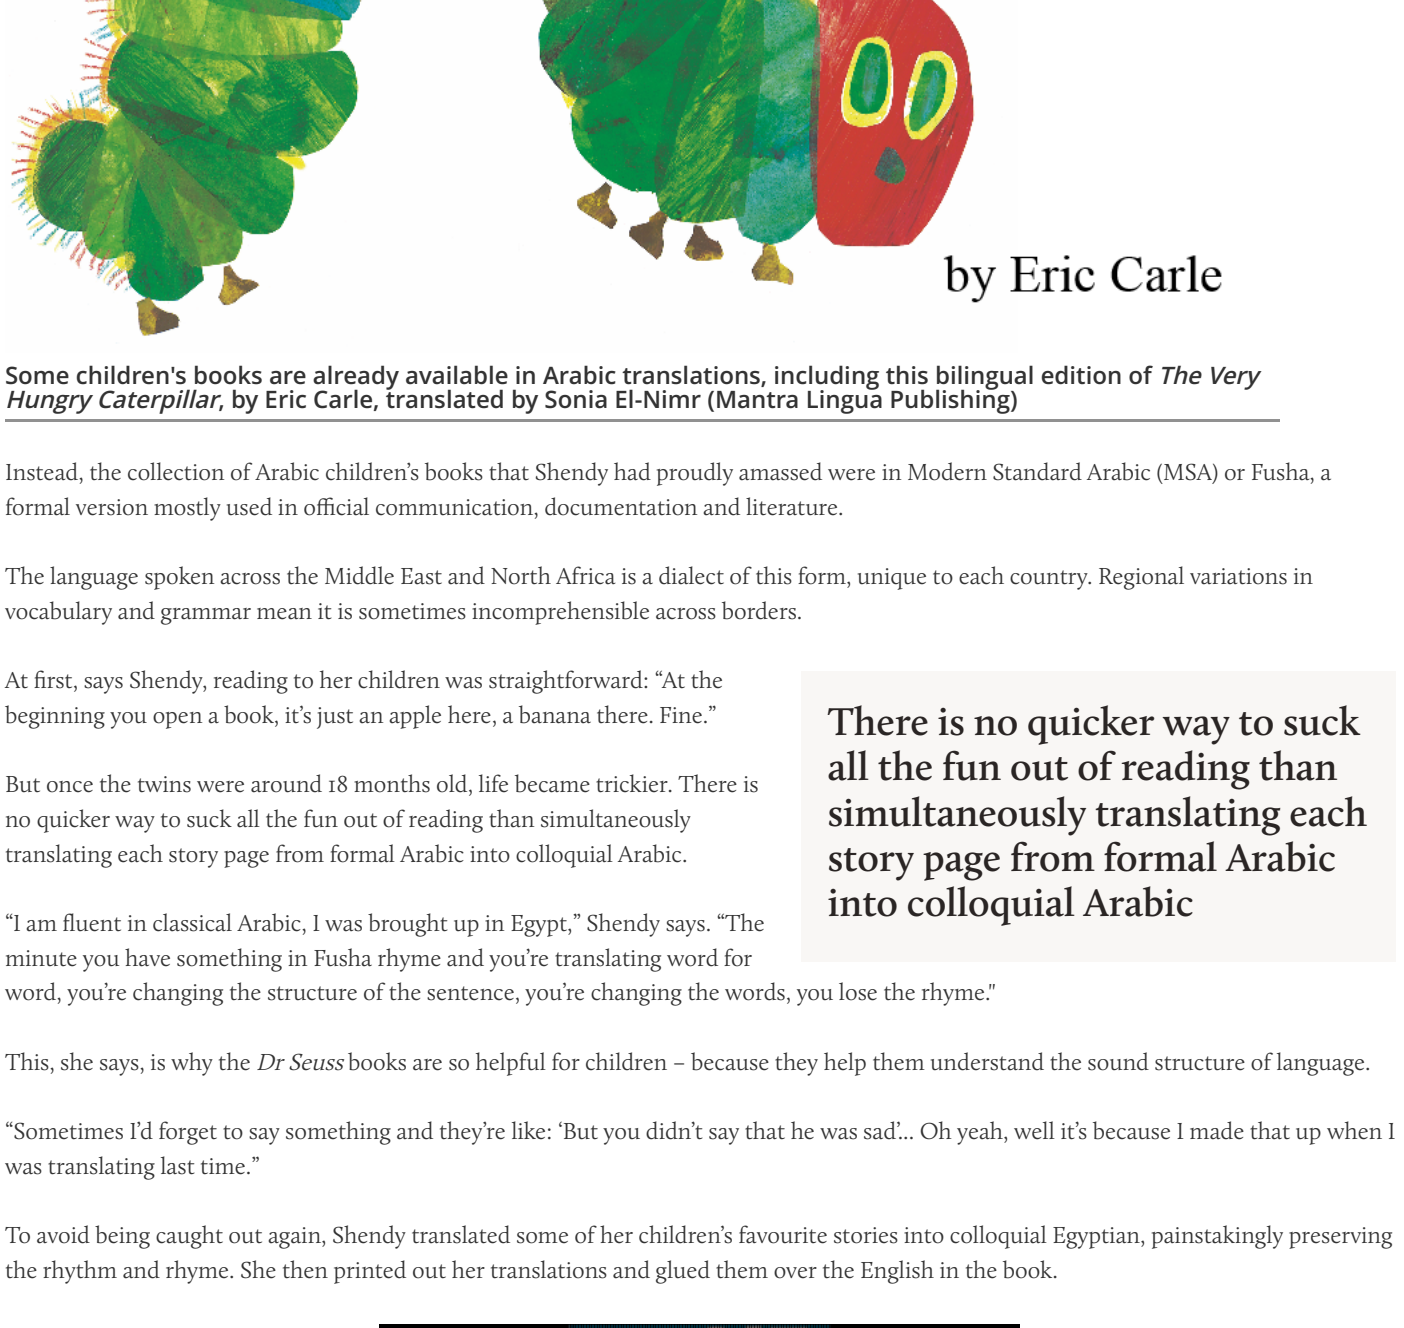 by Eric Carle
Some children's books are already available in Arabic translations, including this bilingual edition of The Very
Hungry Caterpillar, by Eric Carle, translated by Sonia El-Nimr (Mantra Lingua Publishing)
Instead, the collection of Arabic children’s books that Shendy had proudly amassed were in Modern Standard Arabic (MSA) or Fusha, a
formal version mostly used in official communication, documentation and literature.
The language spoken across the Middle East and North Africa is a dialect of this form, unique to each country. Regional variations in
vocabulary and grammar mean it is sometimes incomprehensible across borders.
At first, says Shendy, reading to her children was straightforward: “At the
beginning you open a book, it’s just an apple here, a banana there. Fine.”
But once the twins were around 18 months old, life became trickier. There is
no quicker way to suck all the fun out of reading than simultaneously
translating each story page from formal Arabic into colloquial Arabic.
There is no quicker way to suck
all the fun out of reading than
simultaneously translating each
story page from formal Arabic
into colloquial Arabic
“I am fluent in classical Arabic, I was brought up in Egypt,” Shendy says. “The
minute you have something in Fusha rhyme and you’re translating word for
word, you’re changing the structure of the sentence, you’re changing the words, you lose the rhyme."
This, she says, is why the Dr Seuss books are so helpful for children – because they help them understand the sound structure of language.
“Sometimes I’d forget to say something and they’re like: ‘But you didn’t say that he was sad’... Oh yeah, well it’s because I made that up when I
was translating last time.”
To avoid being caught out again, Shendy translated some of her children’s favourite stories into colloquial Egyptian, painstakingly preserving
the rhythm and rhyme. She then printed out her translations and glued them over the English in the book.